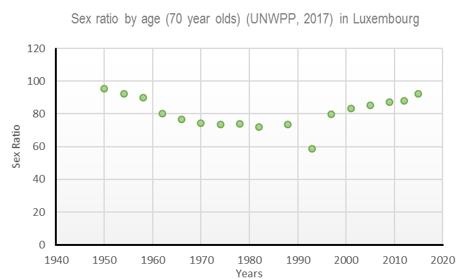 Sex ratio by age (70 year olds) (UNWPP, 2017) in Luxembourg
120
100
80
60
40
20
0
Sex Ratio
1940 1950 1960 1970 1980 1990 2000 2010 2020
Years